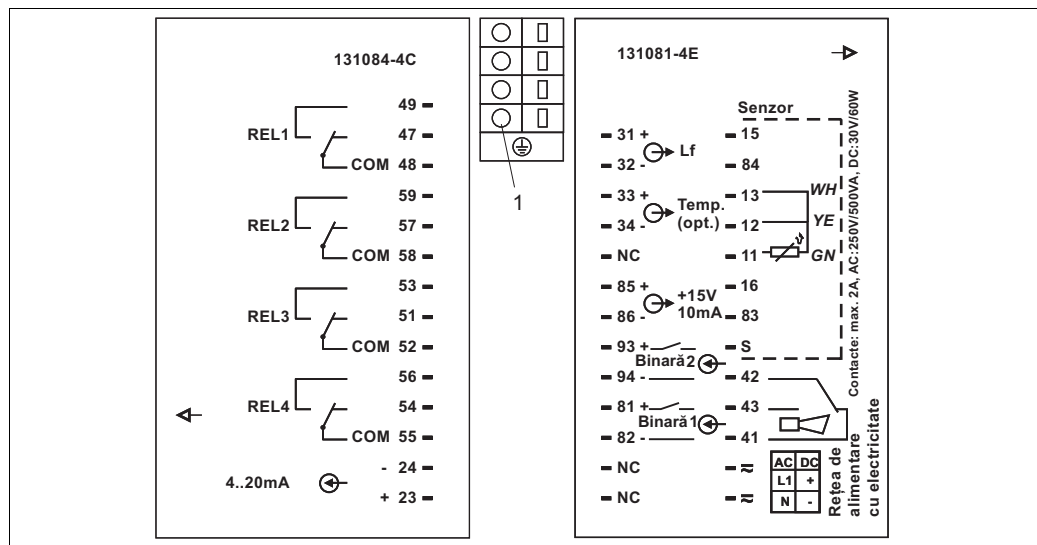 131084-4C
49
REL1
47
COM 48
59
REL2
57
COM 58
53
REL3
51
COM 52
56
REL4
54
COM 55
- 24
4..20mA
+ 23
1
131081-4E
Senzor
31 +
Lf
15
32 -
84
33 +
Temp.
(opt.)
13
WH
34 -
12
YE
NC
11
GN
85 +
+15V
10mA
16
86 -
83
93 +
S
Binară2
94 -
42
81 +
43
Binară1
82 -
41
NC
≂
AC DC
L1 +
NC
≂
N -
Contacte: max. 2A, AC:250V/500VA, DC:30V/60W
Rețea de
alimentare
cu electricitate